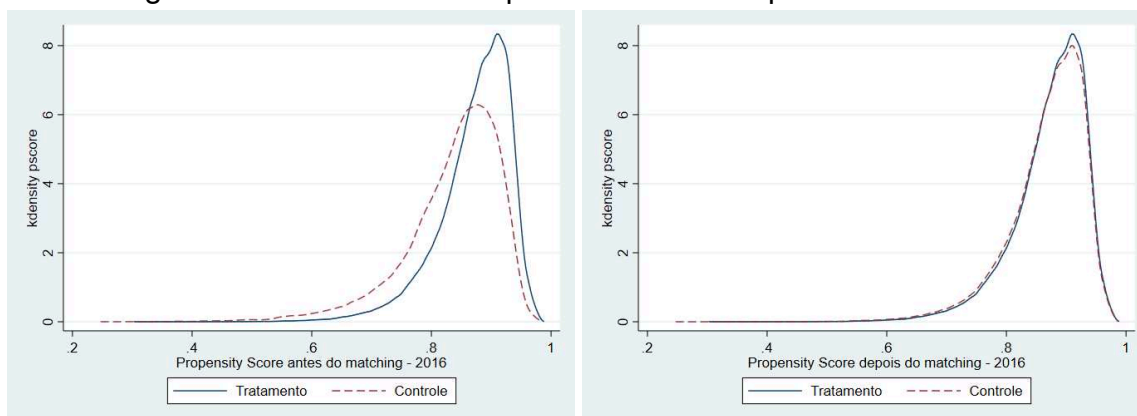 8
6
4
2
0
kdensity pscore
.2
.4
.6
.8
1
Propensity Score antes do matching - 2016
Tratamento
Controle
8
6
4
2
0
kdensity pscore
.2
.4
.6
.8
1
Propensity Score depois do matching - 2016
Tratamento
Controle